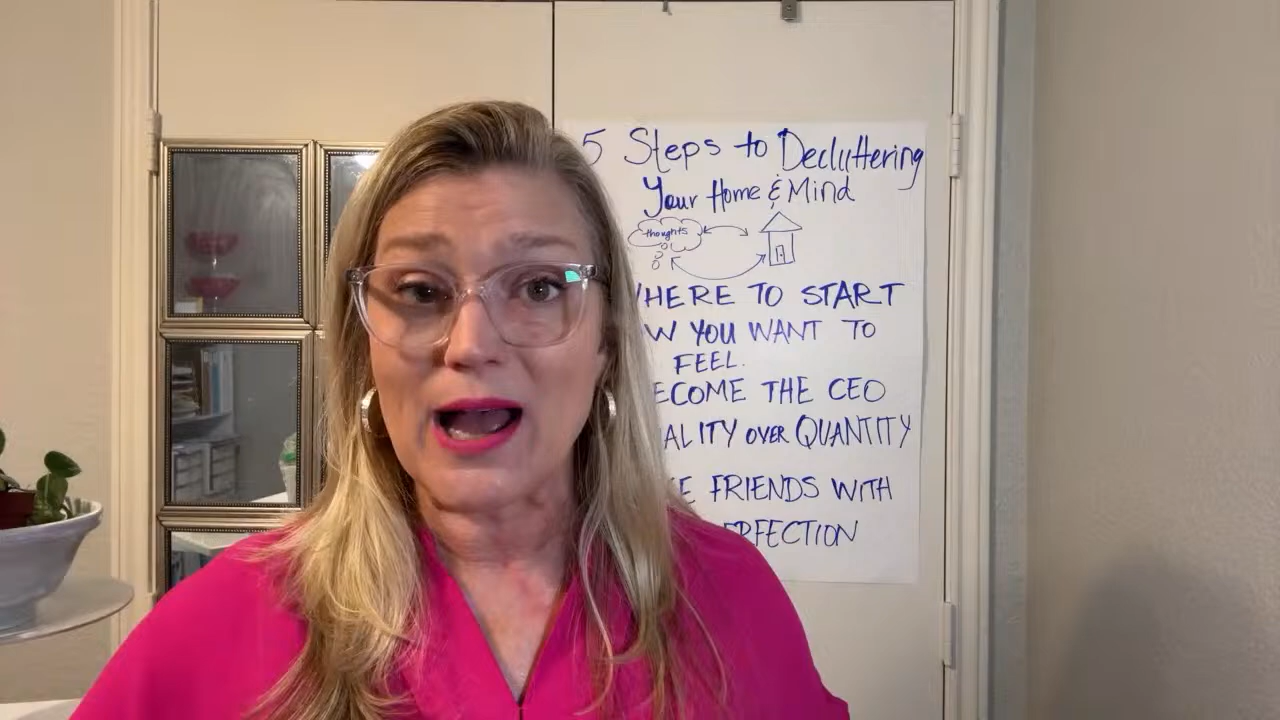 5 Steps to Decluttering
Your Home & Mind
thoughts
HERE TO START
W YOU WANT TO
FEEL.
ECOME THE CEO
ALITY OVER QUANTITY
E FRIENDS WITH
RFECTION